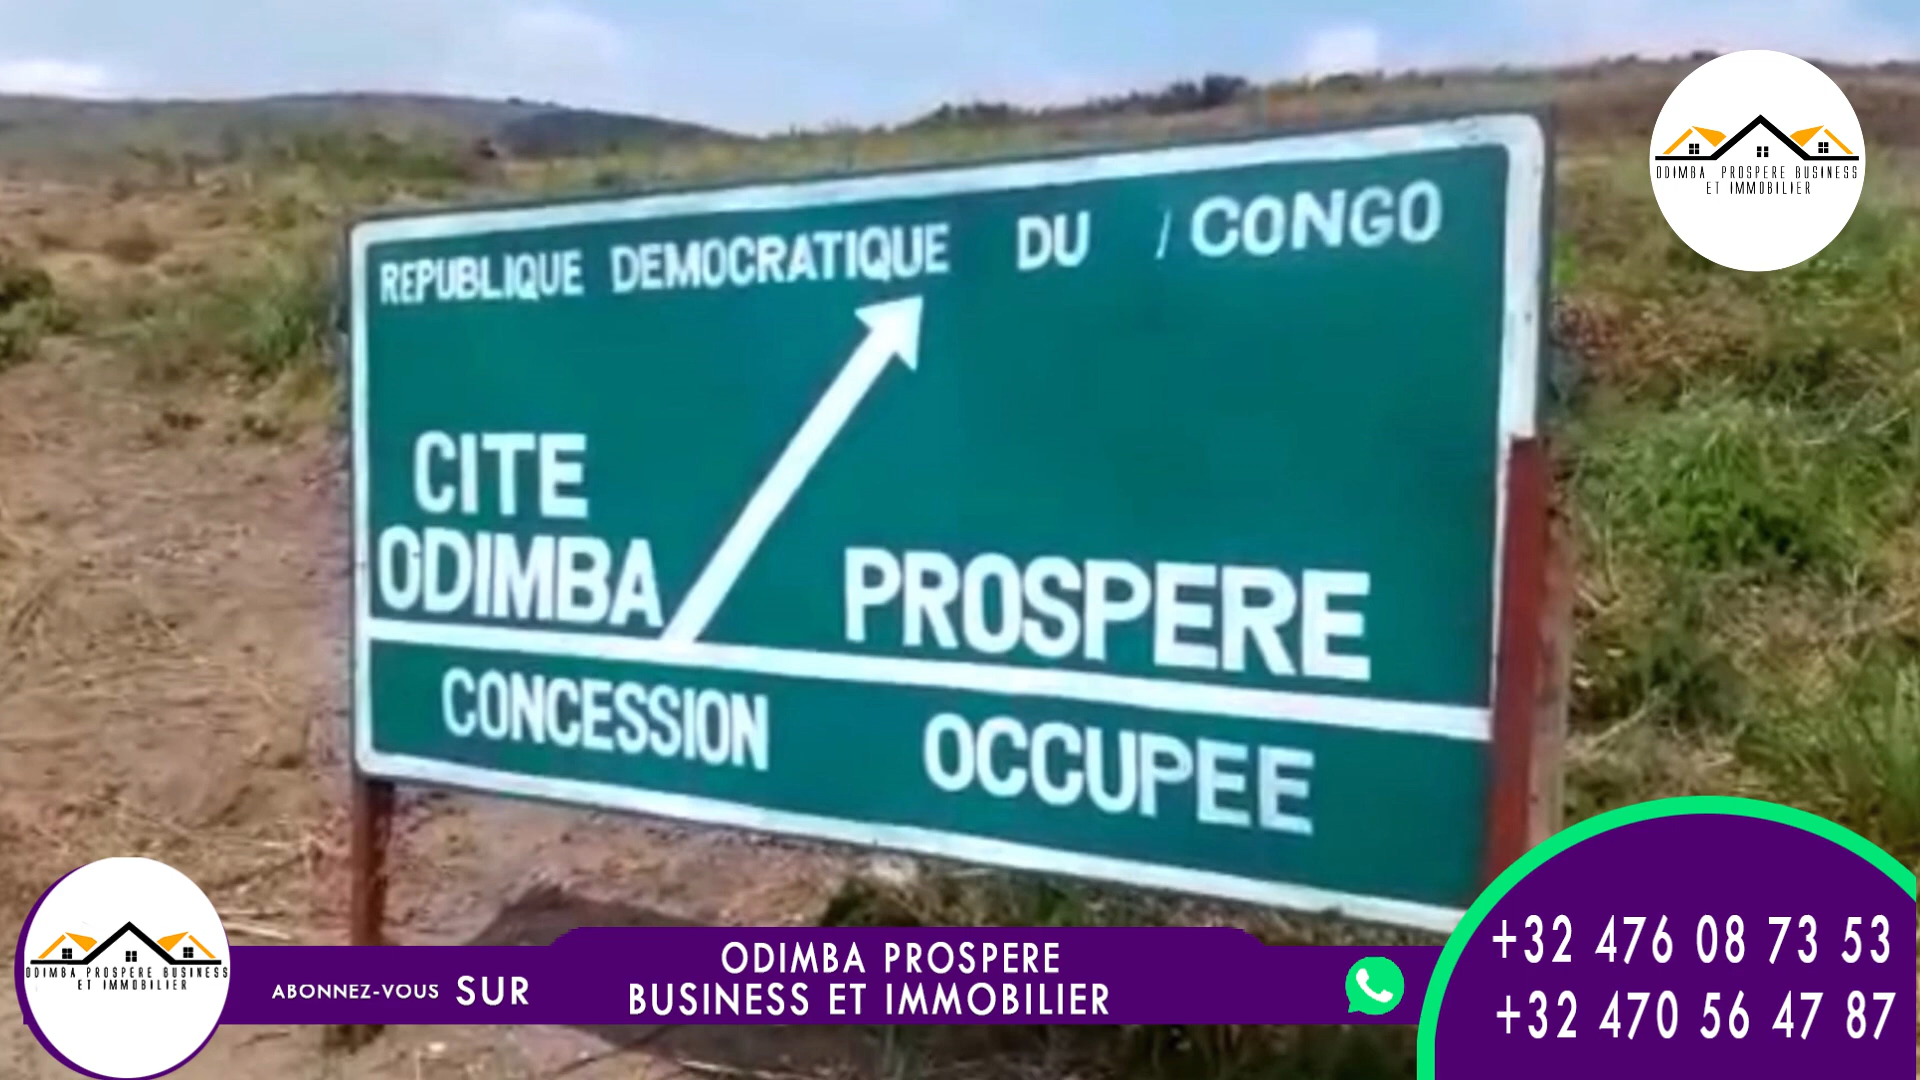 ODIMBA PROSPERE BUSINESS
ET IMMOBILIER
REPUBLIQUE DEMOCRATIQUE DU / CONGO
CITE
ODIMBA PROSPERE
CONCESSION OCCUPEE
ODIMBA PROSPERE BUSINESS
ET IMMOBILIER
ABONNEZ-VOUS SUR
ODIMBA PROSPERE
BUSINESS ET IMMOBILIER
+32 476 08 73 53
+32 470 56 47 87